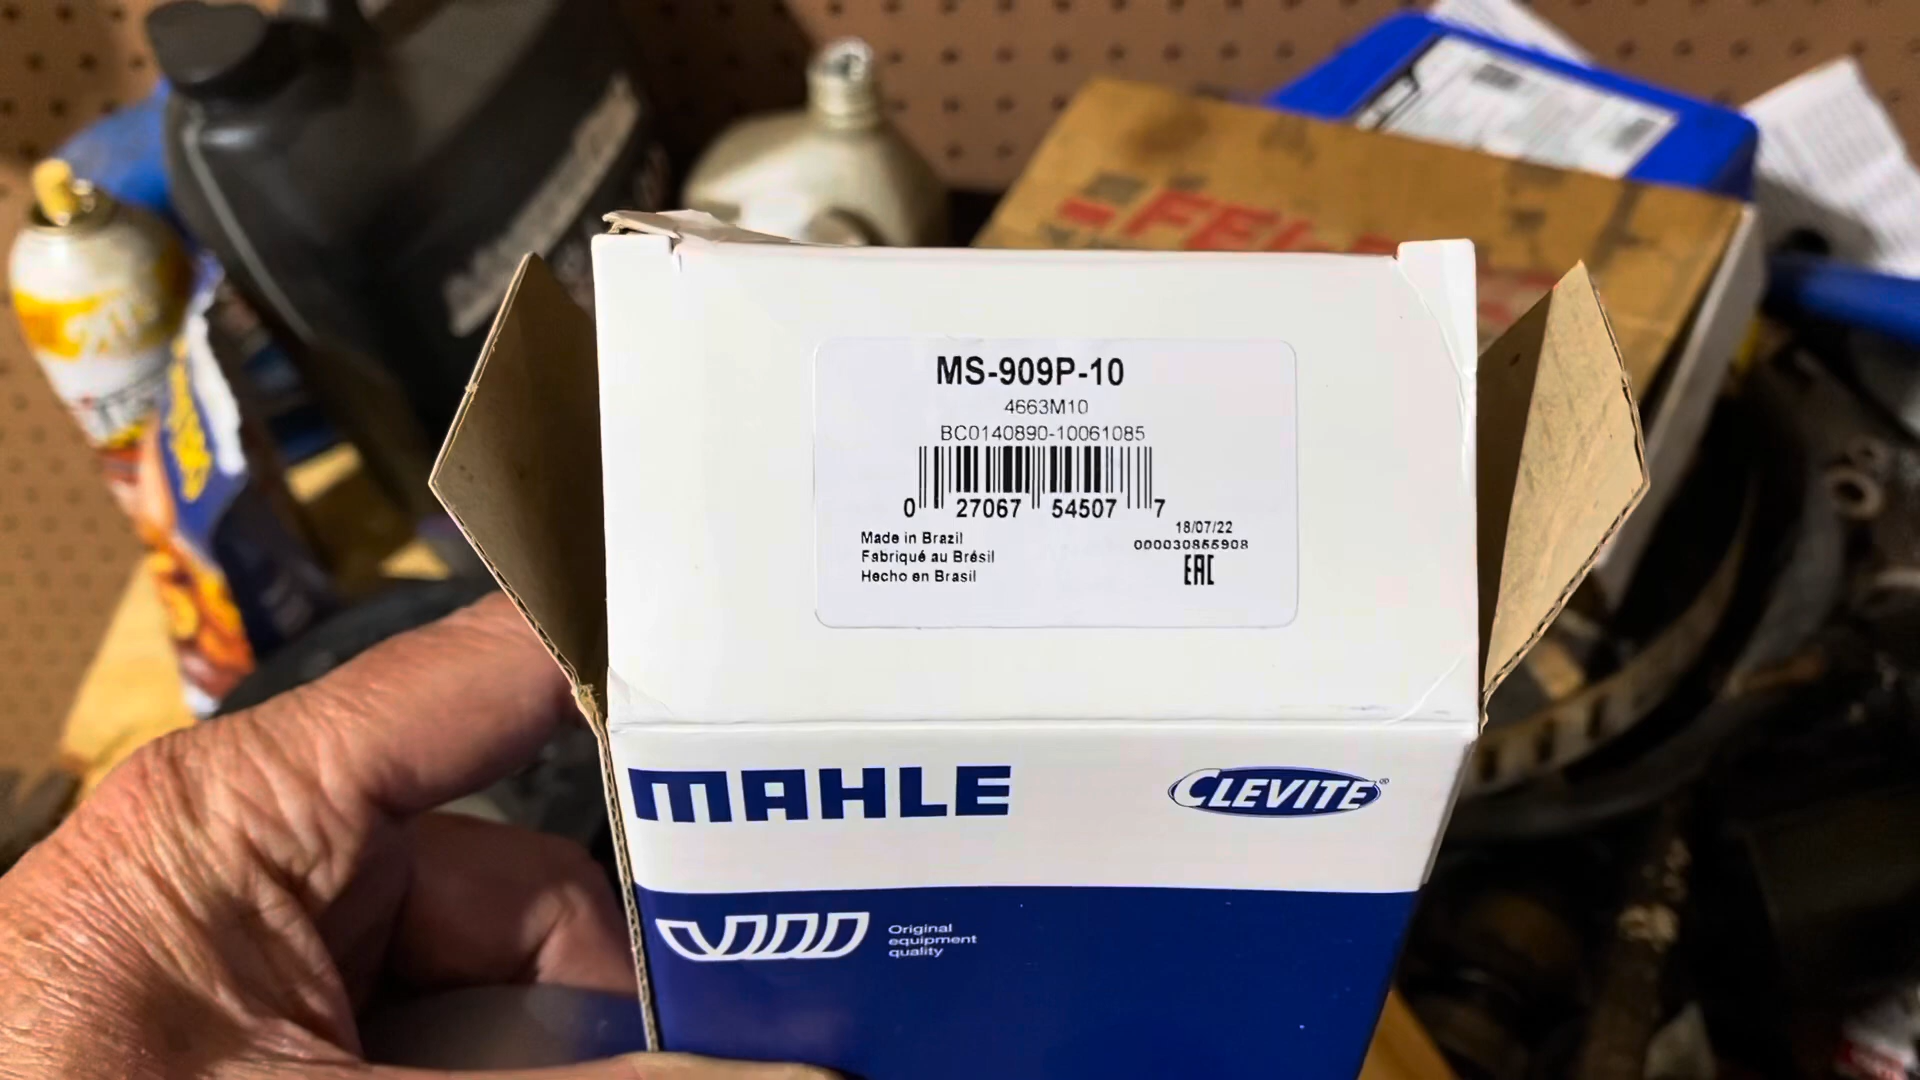 FEL-
MS-909P-10
4663M10
BC0140890-10061085
0 27067 54507 7
18/07/22
Made in Brazil
000030855908
Fabriqué au Brésil
Hecho en Brasil
EAC
MAHLE
CLEVITE®
Original
equipment
quality